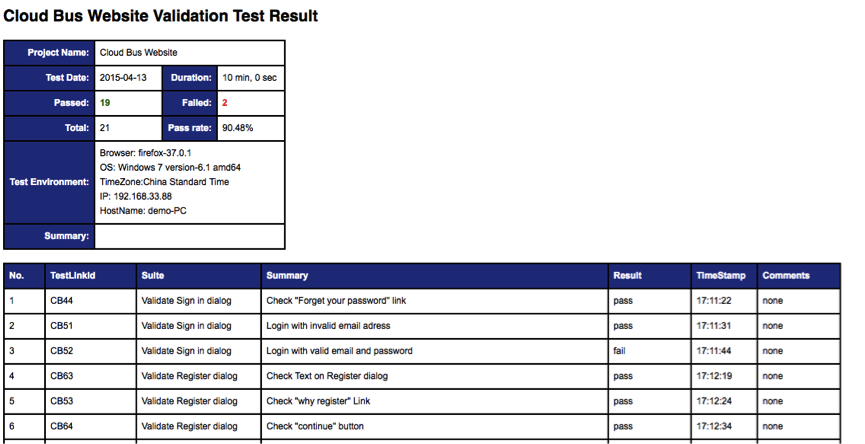 Cloud Bus Website Validation Test Result
Project Name: Cloud Bus Website
Test Date: 2015-04-13 Duration: 10 min, 0 sec
Passed: 19 Failed: 2
Total: 21 Pass rate: 90.48%
Test Environment:
Browser: firefox-37.0.1
OS: Windows 7 version-6.1 amd64
TimeZone:China Standard Time
IP: 192.168.33.88
HostName: demo-PC
Summary:
No. TestLinkId Suite Summary Result TimeStamp Comments
1 CB44 Validate Sign in dialog Check "Forget your password" link pass 17:11:22 none
2 CB51 Validate Sign in dialog Login with invalid email adress pass 17:11:31 none
3 CB52 Validate Sign in dialog Login with valid email and password fail 17:11:44 none
4 CB63 Validate Register dialog Check Text on Register dialog pass 17:12:19 none
5 CB53 Validate Register dialog Check "why register" Link pass 17:12:24 none
6 CB64 Validate Register dialog Check "continue" button pass 17:12:34 none